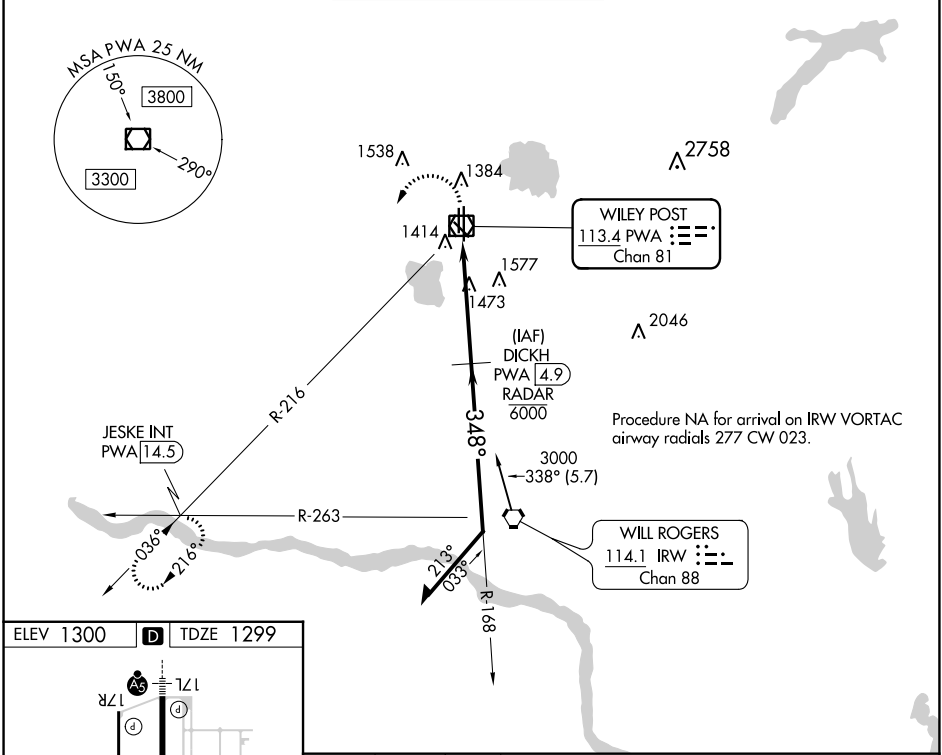 MSA PWA 25 NM
150°
3800
290°
3300
1538
1384
2758
WILEY POST
113.4 PWA
Chan 81
1414
1577
1473
2046
(IAF)
DICKH
PWA 4.9
RADAR
6000
R-216
348°
Procedure NA for arrival on IRW VORTAC
airway radials 277 CW 023.
JESKE INT
PWA 14.5
3000
338° (5.7)
R-263
WILL ROGERS
114.1 IRW
Chan 88
036°
216°
213°
033°
R-168
ELEV 1300
D
TDZE 1299
A5
17L
17R
P
P